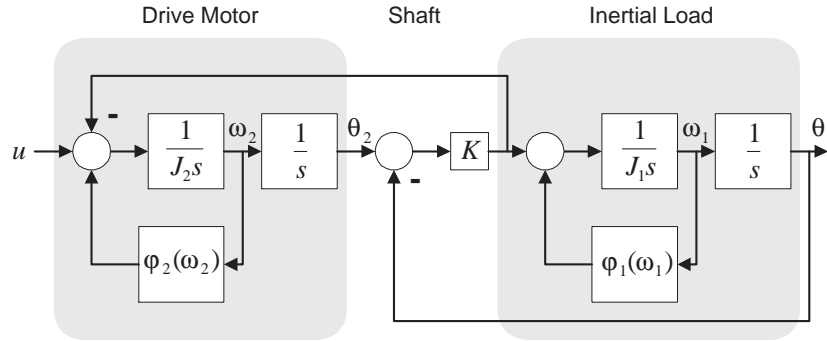 Drive Motor Shaft Inertial Load
-
u 1/J₂s ω₂ 1/s θ₂ K 1/J₁s ω₁ 1/s θ
-
φ₂(ω₂) φ₁(ω₁)